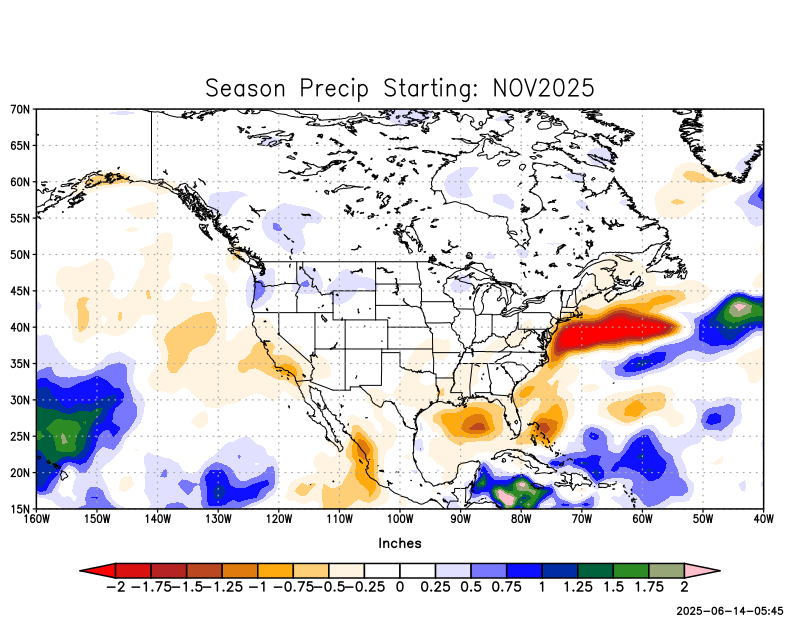 Season Precip Starting: NOV2025
70N
65N
60N
55N
50N
45N
40N
35N
30N
25N
20N
15N
160W 150W 140W 130W 120W 110W 100W 90W 80W 70W 60W 50W 40W
Inches
-2 -1.75 -1.5 -1.25 -1 -0.75 -0.5 -0.25 0 0.25 0.5 0.75 1 1.25 1.5 1.75 2
2025-06-14-05:45